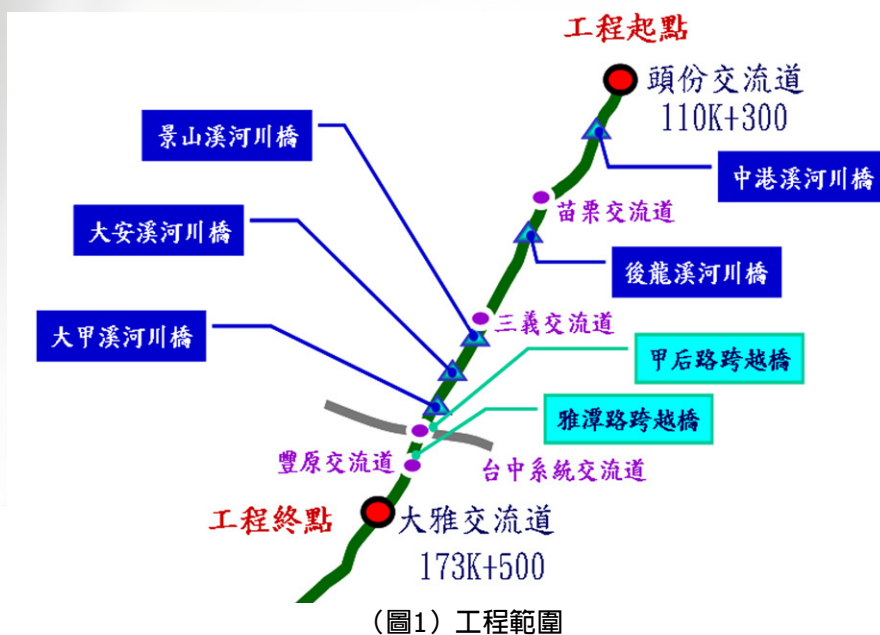 工程起點
頭份交流道
110K+300
景山溪河川橋
中港溪河川橋
苗栗交流道
大安溪河川橋
後龍溪河川橋
三義交流道
大甲溪河川橋
甲后路跨越橋
雅潭路跨越橋
豐原交流道
台中系統交流道
工程終點
大雅交流道
173K+500
（圖1）工程範圍